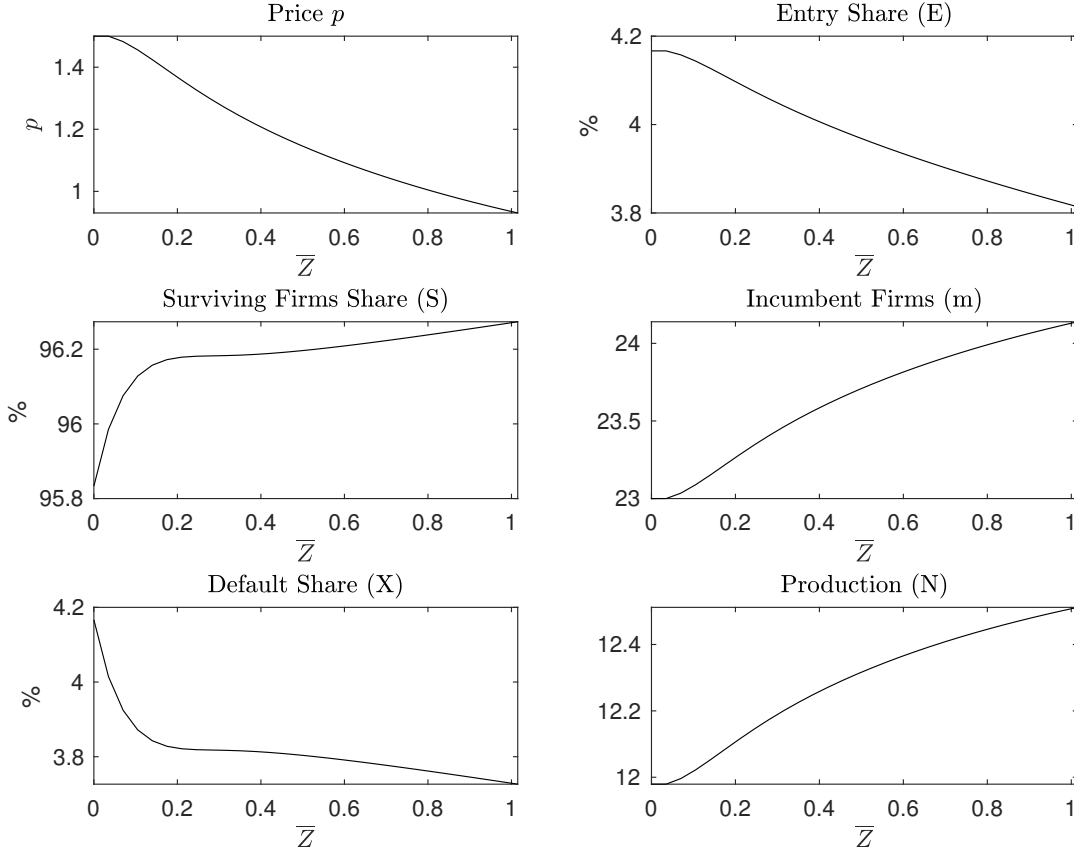 Price p
p
1.4
1.2
1
0 0.2 0.4 0.6 0.8 1
Z̅
Entry Share (E)
%
4.2
4
3.8
0 0.2 0.4 0.6 0.8 1
Z̅
Surviving Firms Share (S)
%
96.2
96
95.8
0 0.2 0.4 0.6 0.8 1
Z̅
Incumbent Firms (m)
24
23.5
23
0 0.2 0.4 0.6 0.8 1
Z̅
Default Share (X)
%
4.2
4
3.8
0 0.2 0.4 0.6 0.8 1
Z̅
Production (N)
12.4
12.2
12
0 0.2 0.4 0.6 0.8 1
Z̅